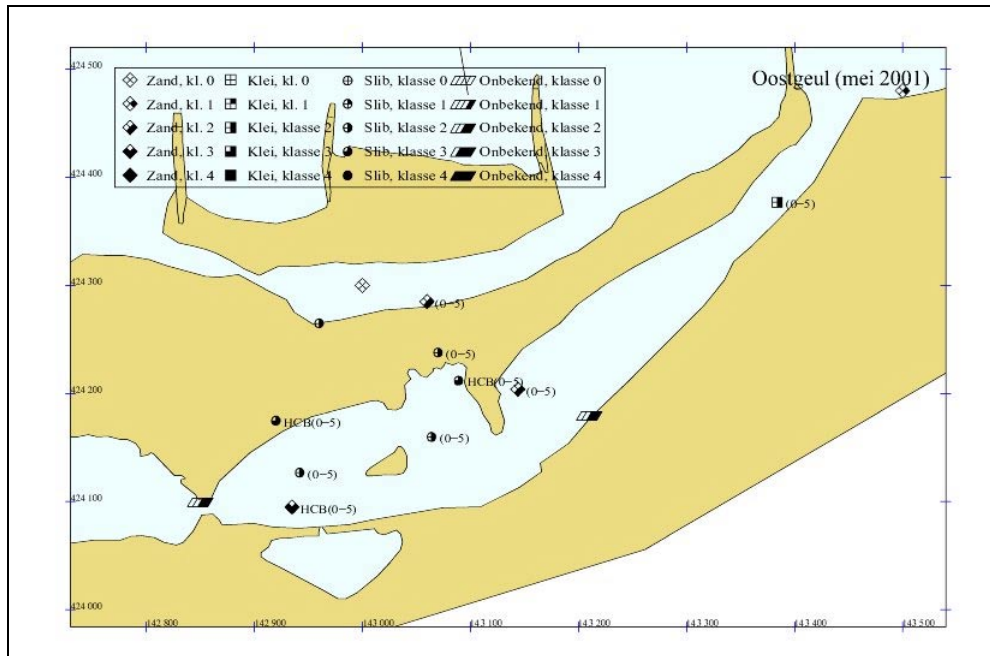 424 500
Oostgeul (mei 2001)
Zand, kl. 0 Klei, kl. 0 Slib, klasse 0 Onbekend, klasse 0
Zand, kl. 1 Klei, kl. 1 Slib, klasse 1 Onbekend, klasse 1
Zand, kl. 2 Klei, klasse 2 Slib, klasse 2 Onbekend, klasse 2
Zand, kl. 3 Klei, klasse 3 Slib, klasse 3 Onbekend, klasse 3
Zand, kl. 4 Klei, klasse 4 Slib, klasse 4 Onbekend, klasse 4
424 400
(0-5)
424 300
(0-5)
(0-5)
HCB(0-5)
(0-5)
424 200
HCB(0-5)
(0-5)
(0-5)
424 100
HCB(0-5)
424 000
142 800 142 900 143 000 143 100 143 200 143 300 143 400 143 500